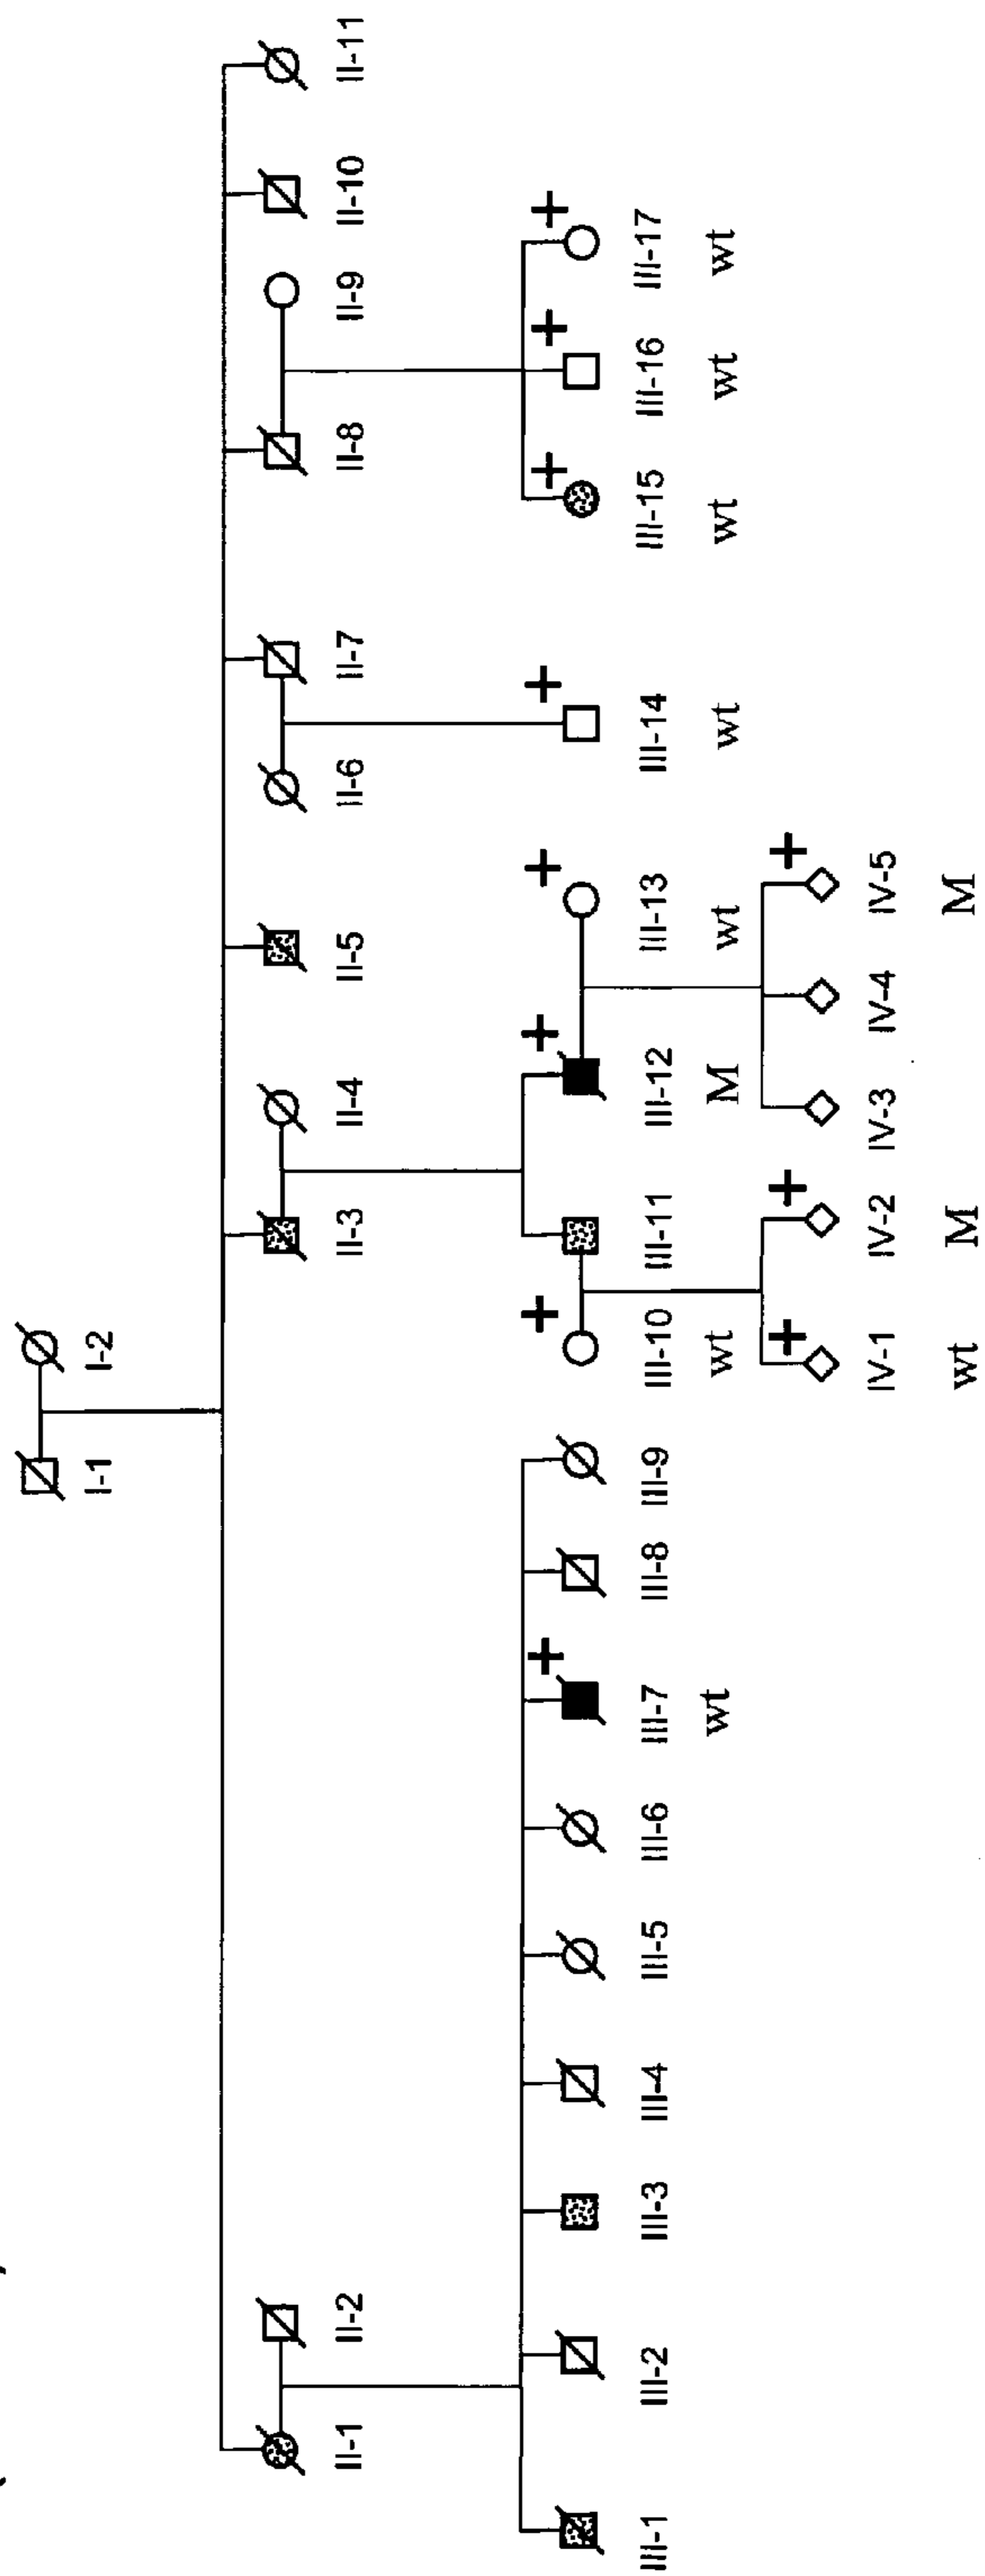 I-1 I-2
II-1 II-2 II-3 II-4 II-5 II-6 II-7 II-8 II-9 II-10 II-11
+ + + + + + + +
III-1 III-2 III-3 III-4 III-5 III-6 III-7 III-8 III-9 III-10 III-11 III-12 III-13 III-14 III-15 III-16 III-17
wt wt M wt wt wt wt wt
+ + +
IV-1 IV-2 IV-3 IV-4 IV-5
wt M M